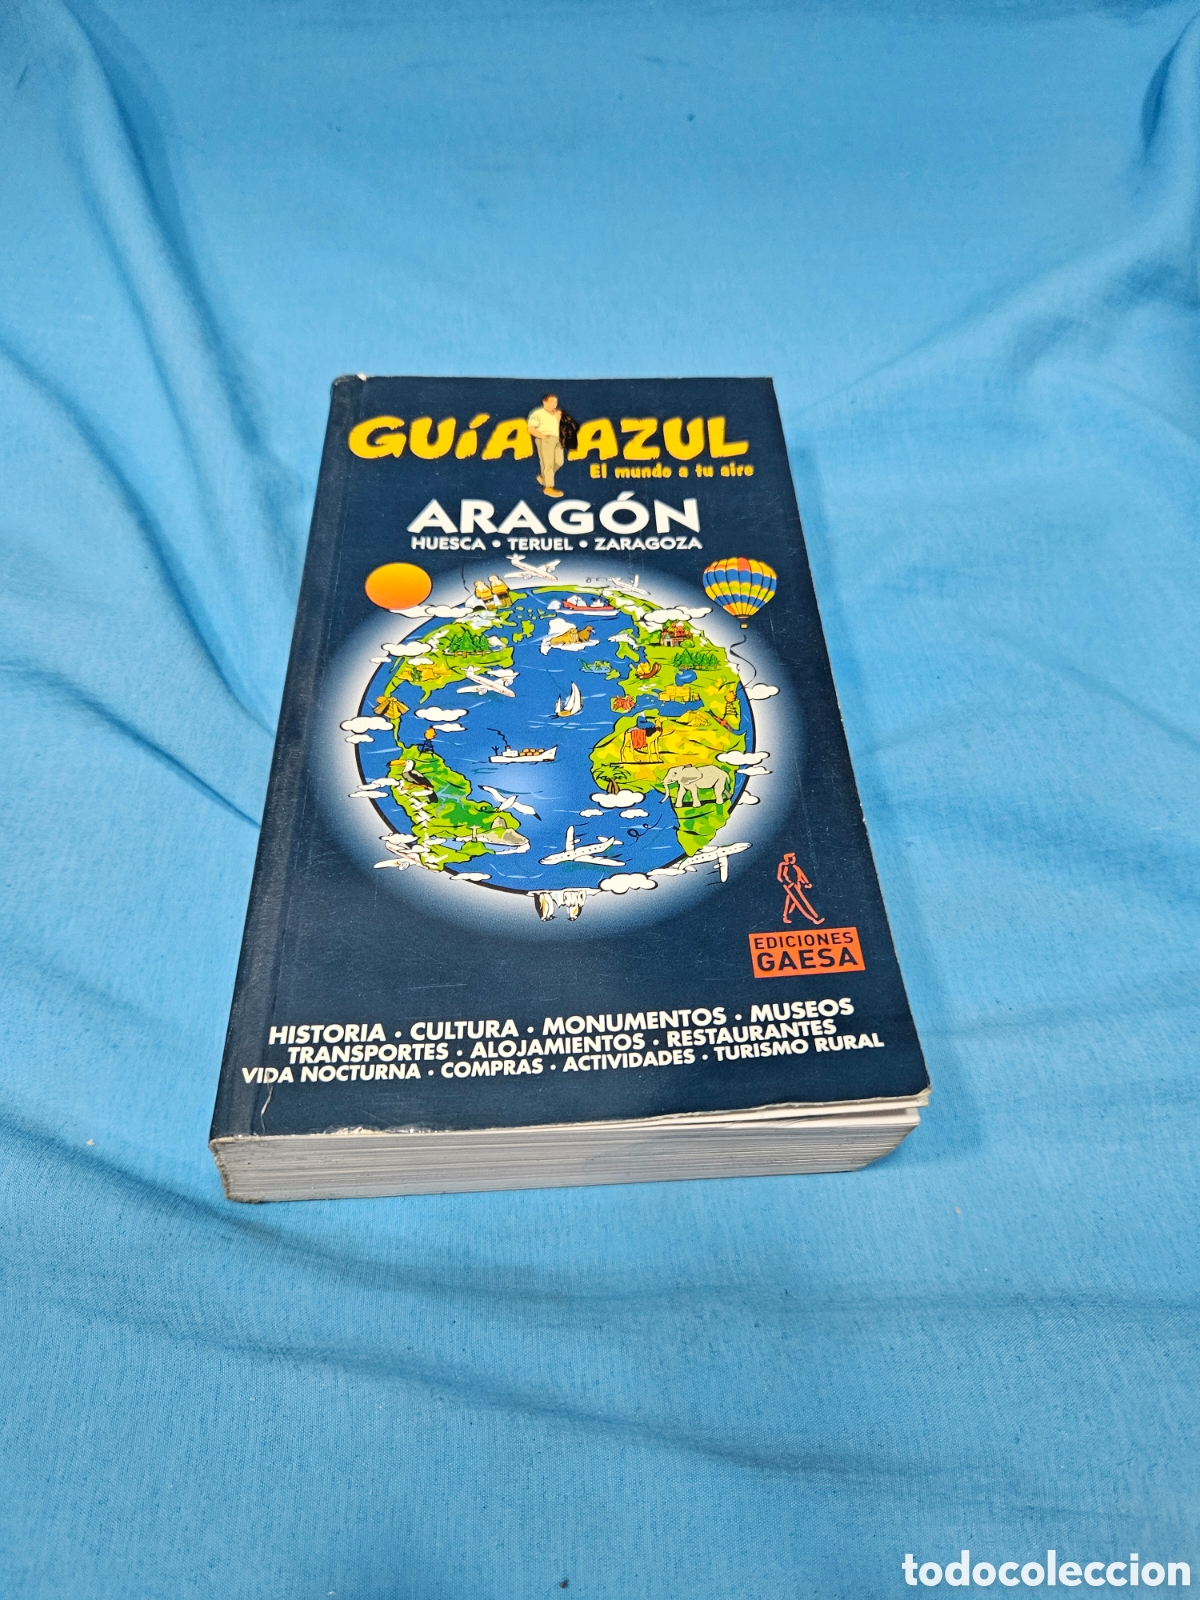 GUíA AZUL
El mundo a tu aire
ARAGÓN
HUESCA • TERUEL • ZARAGOZA
EDICIONES
GAESA
HISTORIA • CULTURA • MONUMENTOS • MUSEOS
TRANSPORTES • ALOJAMIENTOS • RESTAURANTES
VIDA NOCTURNA • COMPRAS • ACTIVIDADES • TURISMO RURAL
todocoleccion